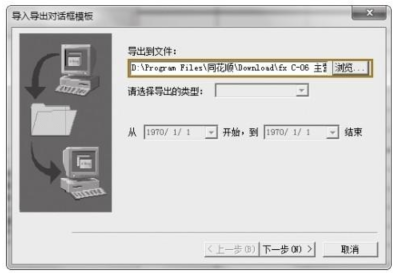 导入导出对话框模板
导出到文件：
D:\Program Files\同花顺\Download\fx C-06 主 浏览...
请选择导出的类型：
从 1970/ 1/ 1 开始，到 1970/ 1/ 1 结束
< 上一步(B) 下一步(N) > 取消